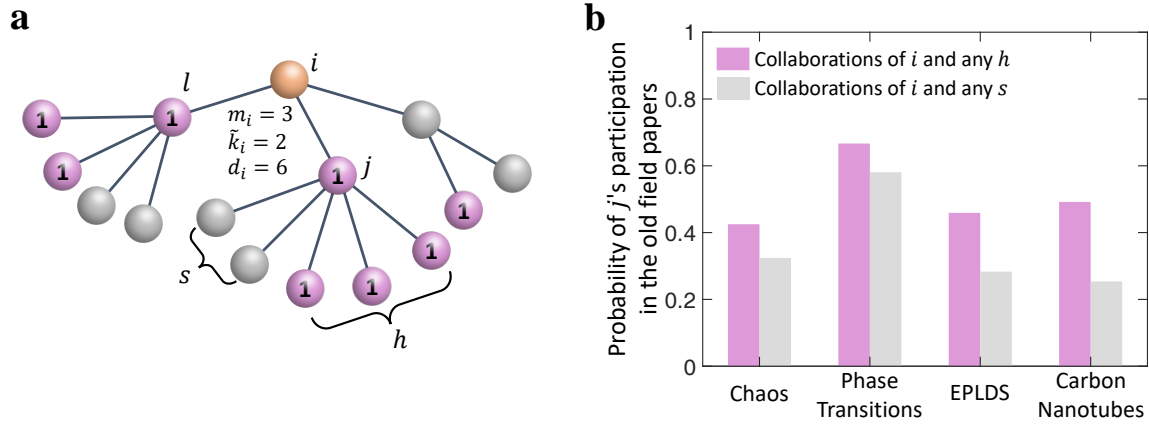 a
i
l
m_i = 3
k̃_i = 2
d_i = 6
1
1
1
1
j
1
1
1
1
s
h
b
Probability of j's participation
in the old field papers
1
0.8
0.6
0.4
0.2
0
Collaborations of i and any h
Collaborations of i and any s
Chaos
Phase
Transitions
EPLDS
Carbon
Nanotubes